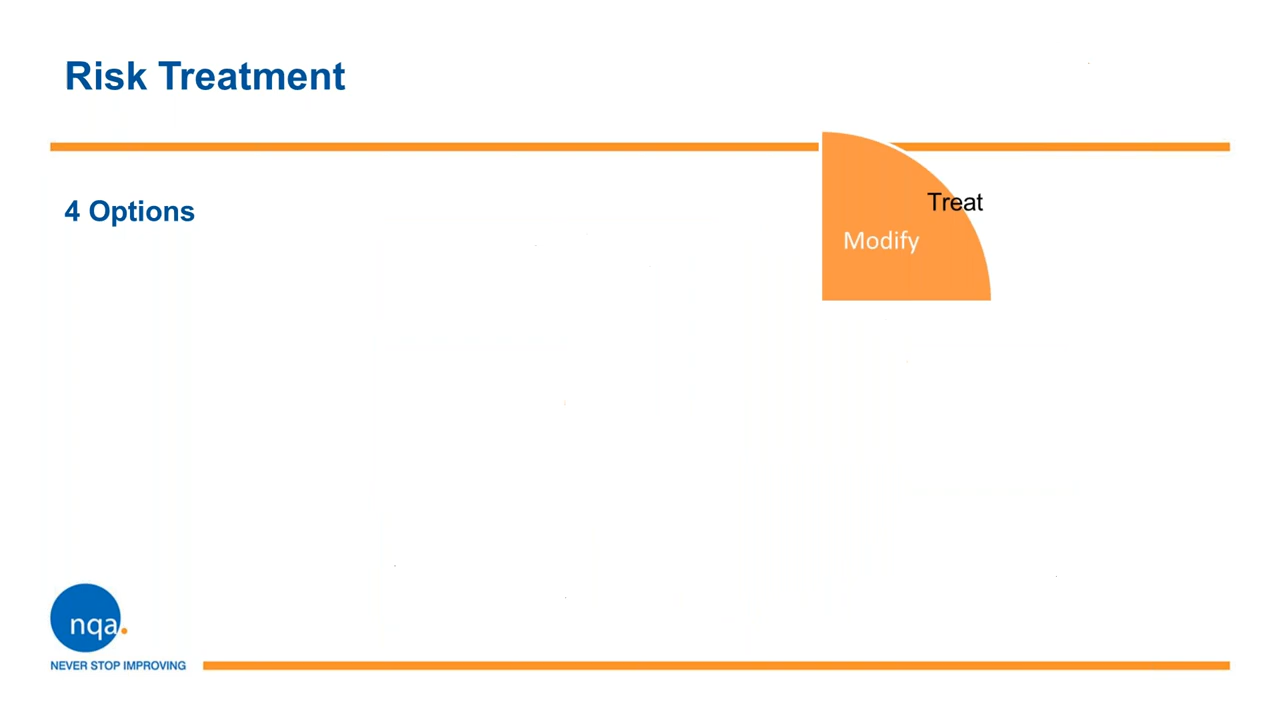 Risk Treatment
4 Options
Treat
Modify
nqa.
NEVER STOP IMPROVING